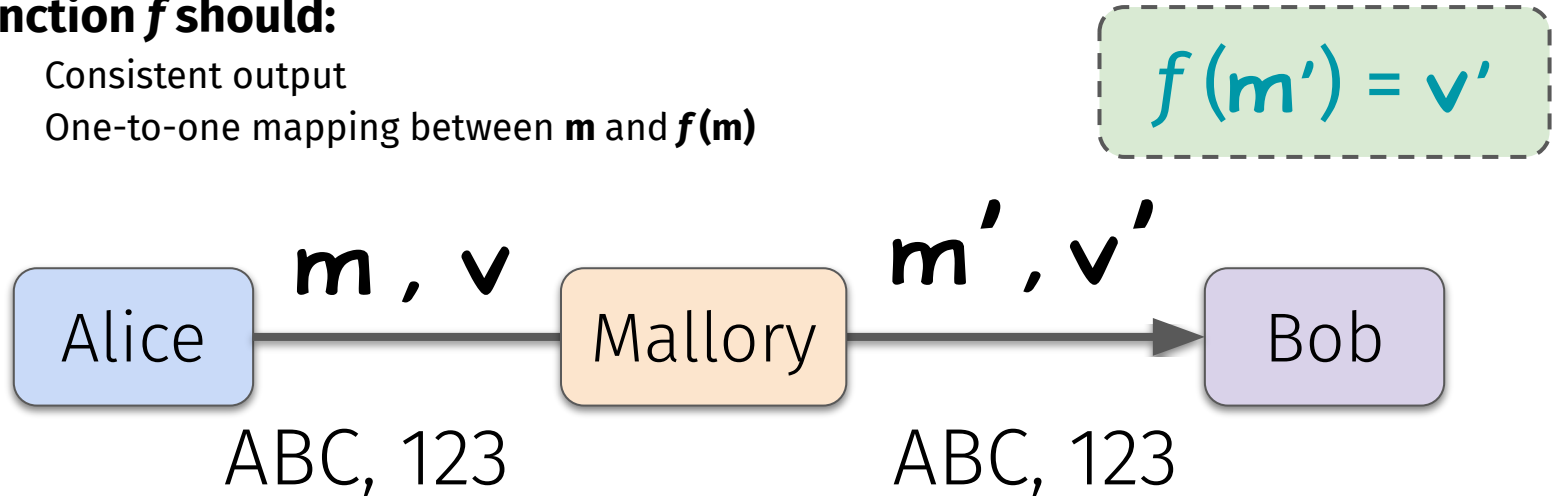 nction f should:
Consistent output
One-to-one mapping between m and f (m)
f (m′) = v′
m , v
m′, v′
Alice
Mallory
Bob
ABC, 123
ABC, 123